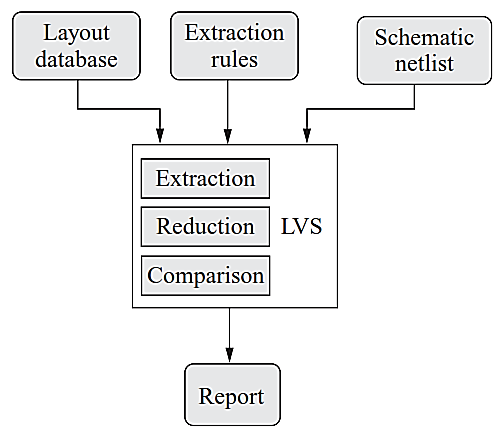 Layout
database
Extraction
rules
Schematic
netlist
Extraction
Reduction
LVS
Comparison
Report